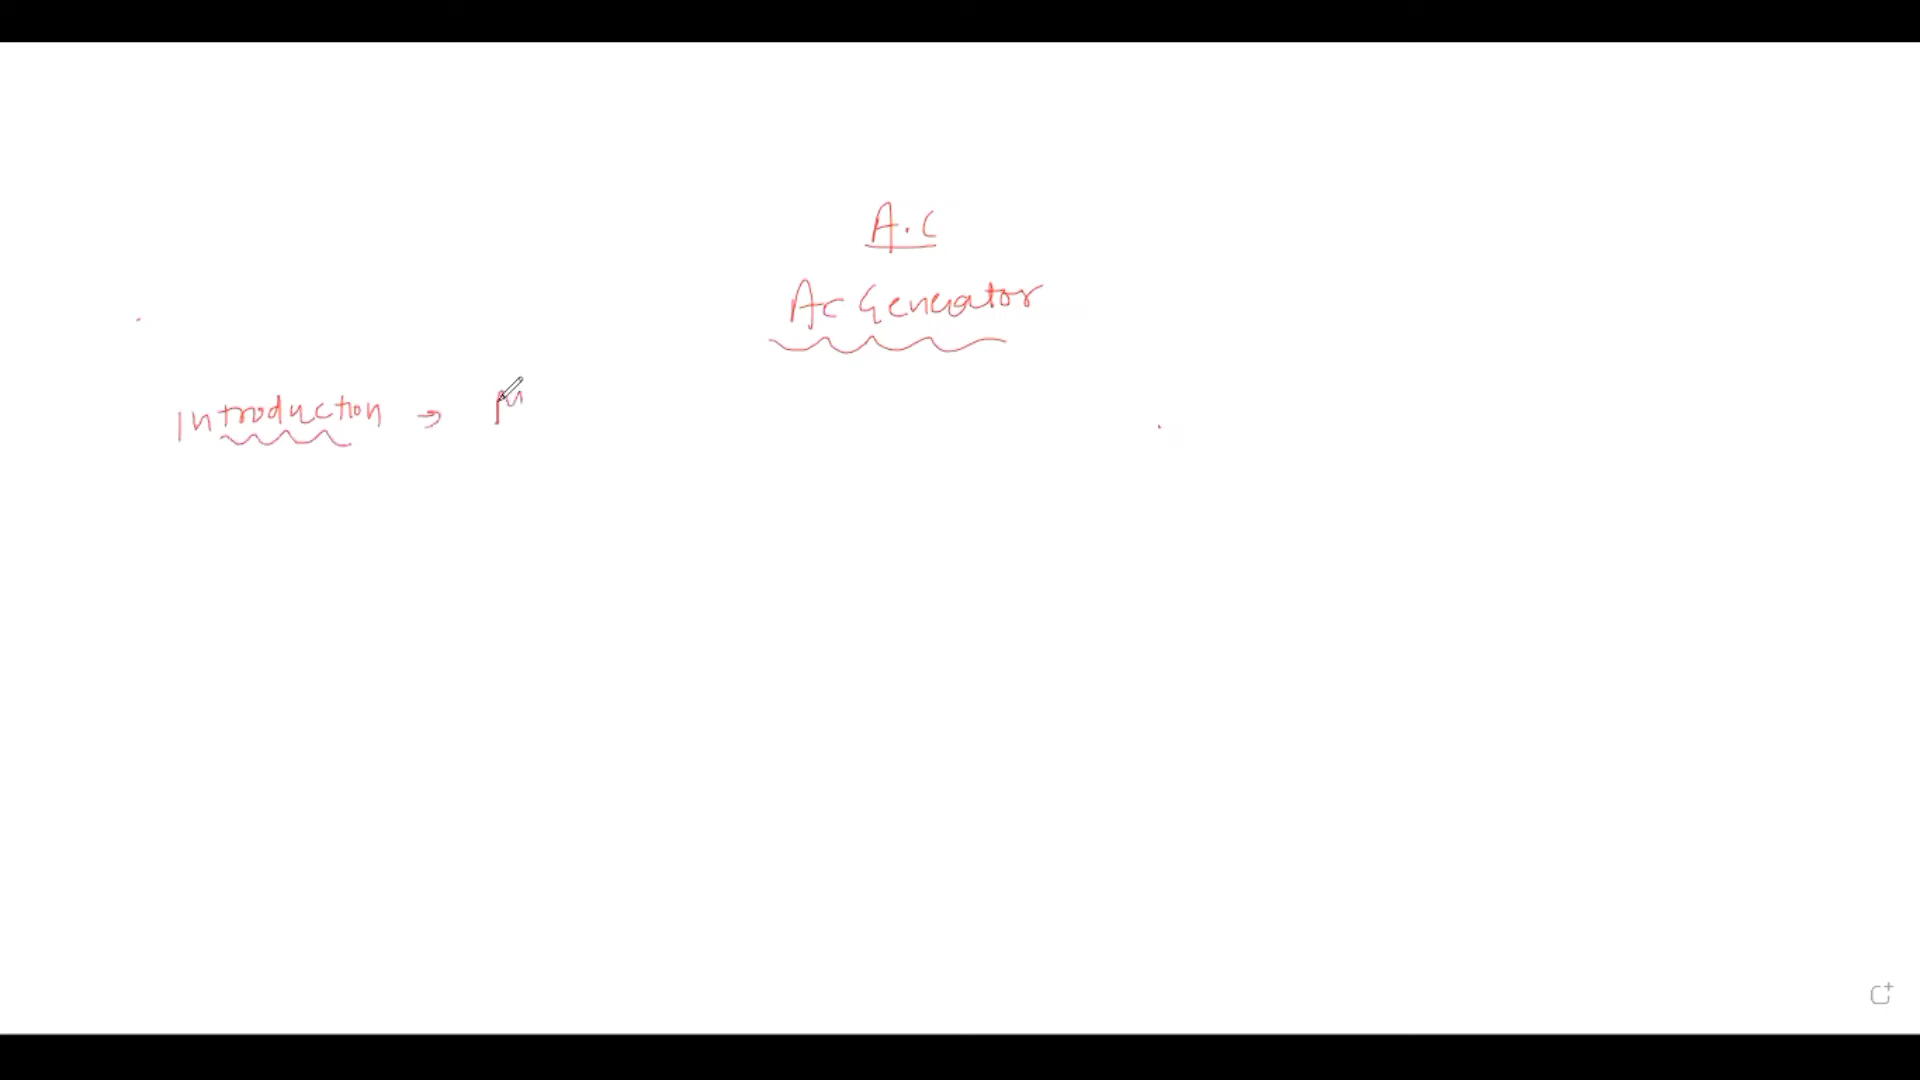 A.C
Ac Generator
Introduction →